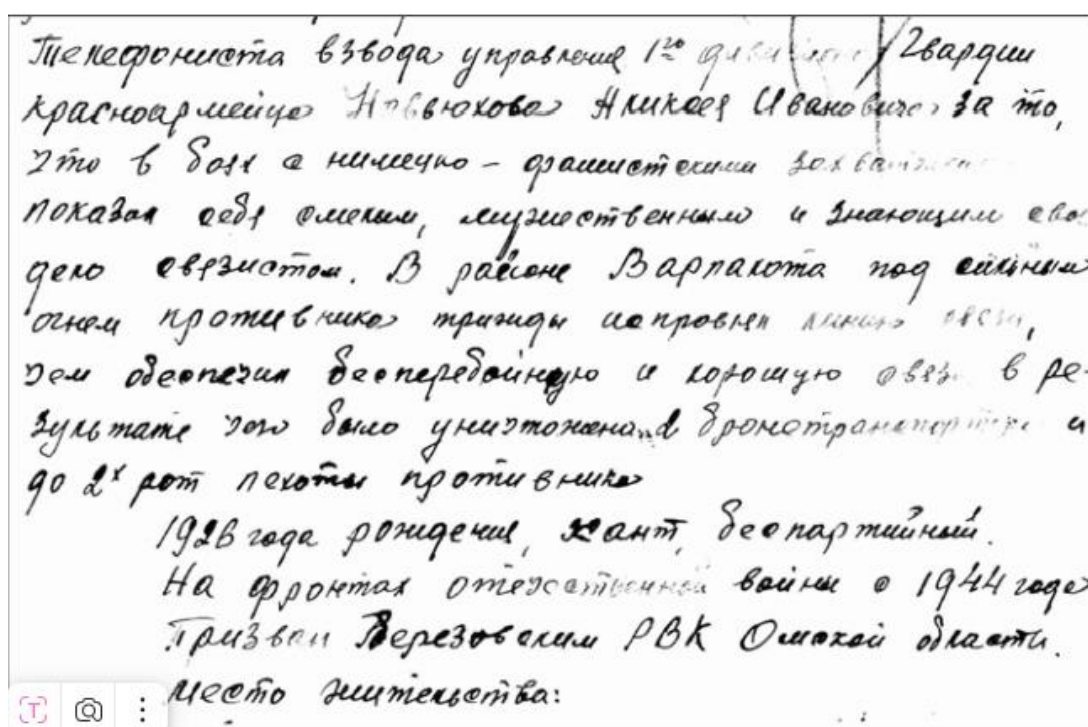 Телефониста взвода управления 1го дивизиона Гвардии
красноармейца Аликсея Ивановича за то,
что в боях с нимецко - фашистскими захватчиками
показал себя смелым, мужественным и знающим свое
дело связистом. В районе Варпалота под сильным
огнем противника трижды исправлял линию связи,
чем обеспечил бесперебойную и хорошую связь в ре-
зультате чего было уничтожено 2 бронетранспортера и
до 2х рот пехоты противника
1926 года рождения, хант, беспартийный.
На фронтах отечественной войны с 1944 года
Призван Березовским РВК Омской области.
Место жительства: